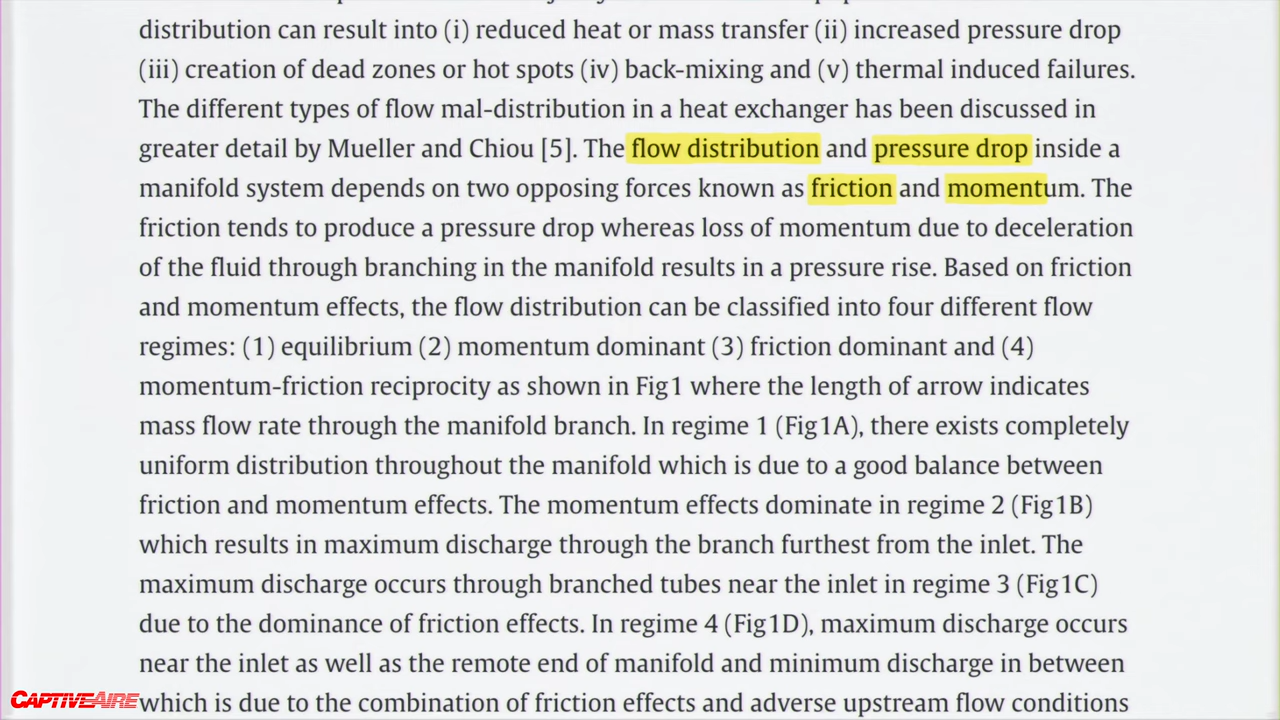 distribution can result into (i) reduced heat or mass transfer (ii) increased pressure drop
(iii) creation of dead zones or hot spots (iv) back-mixing and (v) thermal induced failures.
The different types of flow mal-distribution in a heat exchanger has been discussed in
greater detail by Mueller and Chiou [5]. The flow distribution and pressure drop inside a
manifold system depends on two opposing forces known as friction and momentum. The
friction tends to produce a pressure drop whereas loss of momentum due to deceleration
of the fluid through branching in the manifold results in a pressure rise. Based on friction
and momentum effects, the flow distribution can be classified into four different flow
regimes: (1) equilibrium (2) momentum dominant (3) friction dominant and (4)
momentum-friction reciprocity as shown in Fig1 where the length of arrow indicates
mass flow rate through the manifold branch. In regime 1 (Fig1A), there exists completely
uniform distribution throughout the manifold which is due to a good balance between
friction and momentum effects. The momentum effects dominate in regime 2 (Fig1B)
which results in maximum discharge through the branch furthest from the inlet. The
maximum discharge occurs through branched tubes near the inlet in regime 3 (Fig1C)
due to the dominance of friction effects. In regime 4 (Fig1D), maximum discharge occurs
near the inlet as well as the remote end of manifold and minimum discharge in between
which is due to the combination of friction effects and adverse upstream flow conditions
CAPTIVEAIRE